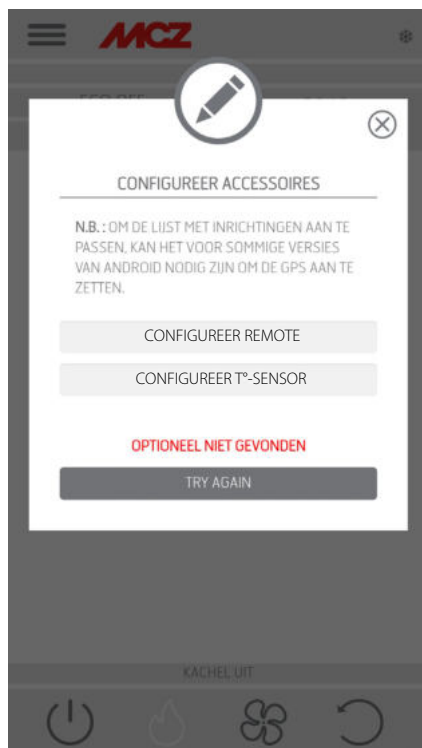 MCZ
CONFIGUREER ACCESSOIRES
N.B. : OM DE LIJST MET INRICHTINGEN AAN TE
PASSEN, KAN HET VOOR SOMMIGE VERSIES
VAN ANDROID NODIG ZIJN OM DE GPS AAN TE
ZETTEN.
CONFIGUREER REMOTE
CONFIGUREER T°-SENSOR
OPTIONEEL NIET GEVONDEN
TRY AGAIN
KACHEL UIT